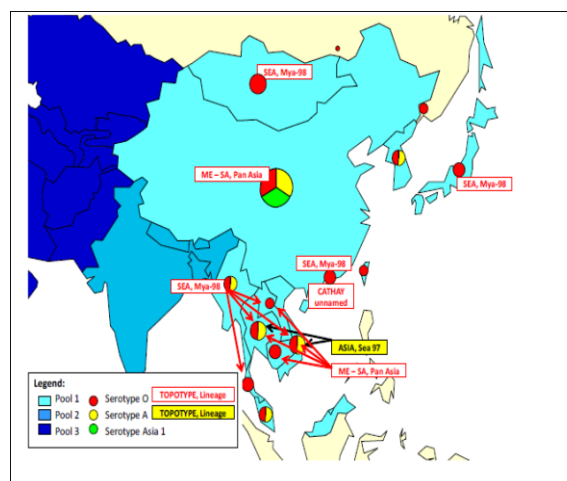 SEA, Mya-98
ME – SA, Pan Asia
SEA, Mya-98
SEA, Mya-98
SEA, Mya-98
CATHAY
unnamed
ASIA, Sea 97
ME – SA, Pan Asia
Legend:
Pool 1 Serotype O TOPOTYPE, Lineage
Pool 2 Serotype A TOPOTYPE, Lineage
Pool 3 Serotype Asia 1